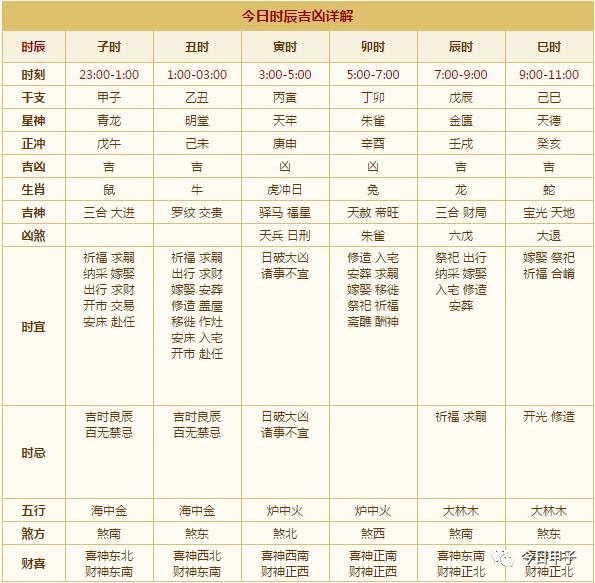 今日时辰吉凶详解
时辰 子时 丑时 寅时 卯时 辰时 巳时
时刻 23:00-1:00 1:00-03:00 3:00-5:00 5:00-7:00 7:00-9:00 9:00-11:00
干支 甲子 乙丑 丙寅 丁卯 戊辰 己巳
星神 青龙 明堂 天牢 朱雀 金匮 天德
正冲 戊午 己未 庚申 辛酉 壬戌 癸亥
吉凶 吉 吉 凶 凶 吉 吉
生肖 鼠 牛 虎冲日 兔 龙 蛇
吉神 三合 大进 罗纹 交贵 驿马 福星 天赦 帝旺 三合 财局 宝光 天地
凶煞 天兵 日刑 朱雀 六戊 大退
时宜
祈福 求嗣
纳采 嫁娶
出行 求财
开市 交易
安床 赴任
祈福 求嗣
出行 求财
嫁娶 安葬
修造 盖屋
移徙 作灶
安床 入宅
开市 赴任
日破大凶
诸事不宜
修造 入宅
安葬 求嗣
嫁娶 移徙
祭祀 祈福
斋醮 酬神
祭祀 出行
纳采 嫁娶
入宅 修造
安葬
嫁娶 祭祀
祈福 合嵴
时忌
吉时良辰
百无禁忌
吉时良辰
百无禁忌
日破大凶
诸事不宜
祈福 求嗣
开光 修造
五行 海中金 海中金 炉中火 炉中火 大林木 大林木
煞方 煞南 煞东 煞北 煞西 煞南 煞东
财喜
喜神东北
财神东南
喜神西北
财神东南
喜神西南
财神正西
喜神正南
财神正西
喜神东南
财神正北
喜神东北
财神正北
今日甲子